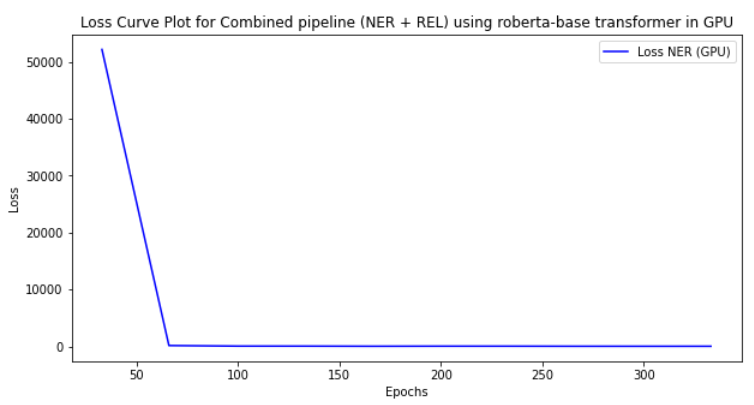 Loss Curve Plot for Combined pipeline (NER + REL) using roberta-base transformer in GPU
Loss NER (GPU)
50000
40000
30000
20000
10000
0
Loss
50 100 150 200 250 300
Epochs